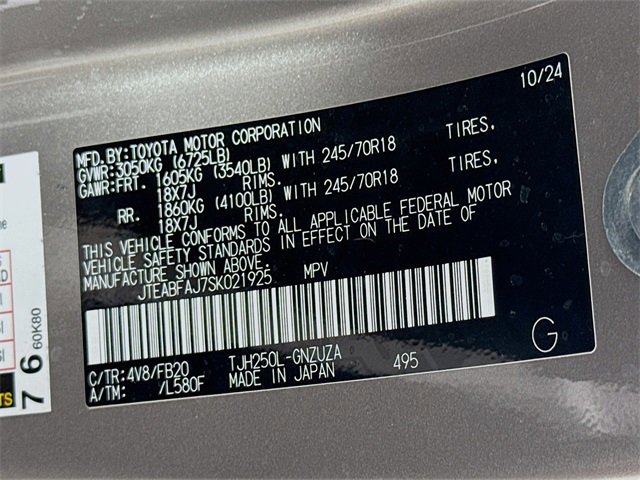 10/24
MFD. BY: TOYOTA MOTOR CORPORATION
GVWR: 3050KG (6725LB)
GAWR: FRT. 1605KG (3540LB) WITH 245/70R18 TIRES,
18X7J RIMS.
RR. 1860KG (4100LB) WITH 245/70R18 TIRES,
18X7J RIMS.
THIS VEHICLE CONFORMS TO ALL APPLICABLE FEDERAL MOTOR
VEHICLE SAFETY STANDARDS IN EFFECT ON THE DATE OF
MANUFACTURE SHOWN ABOVE.
JTEABFAJ7SK021925 MPV
C/TR: 4V8/FB20 TJH250L-GNZUZA 495 G
A/TM: /L580F MADE IN JAPAN
7 6
60K80